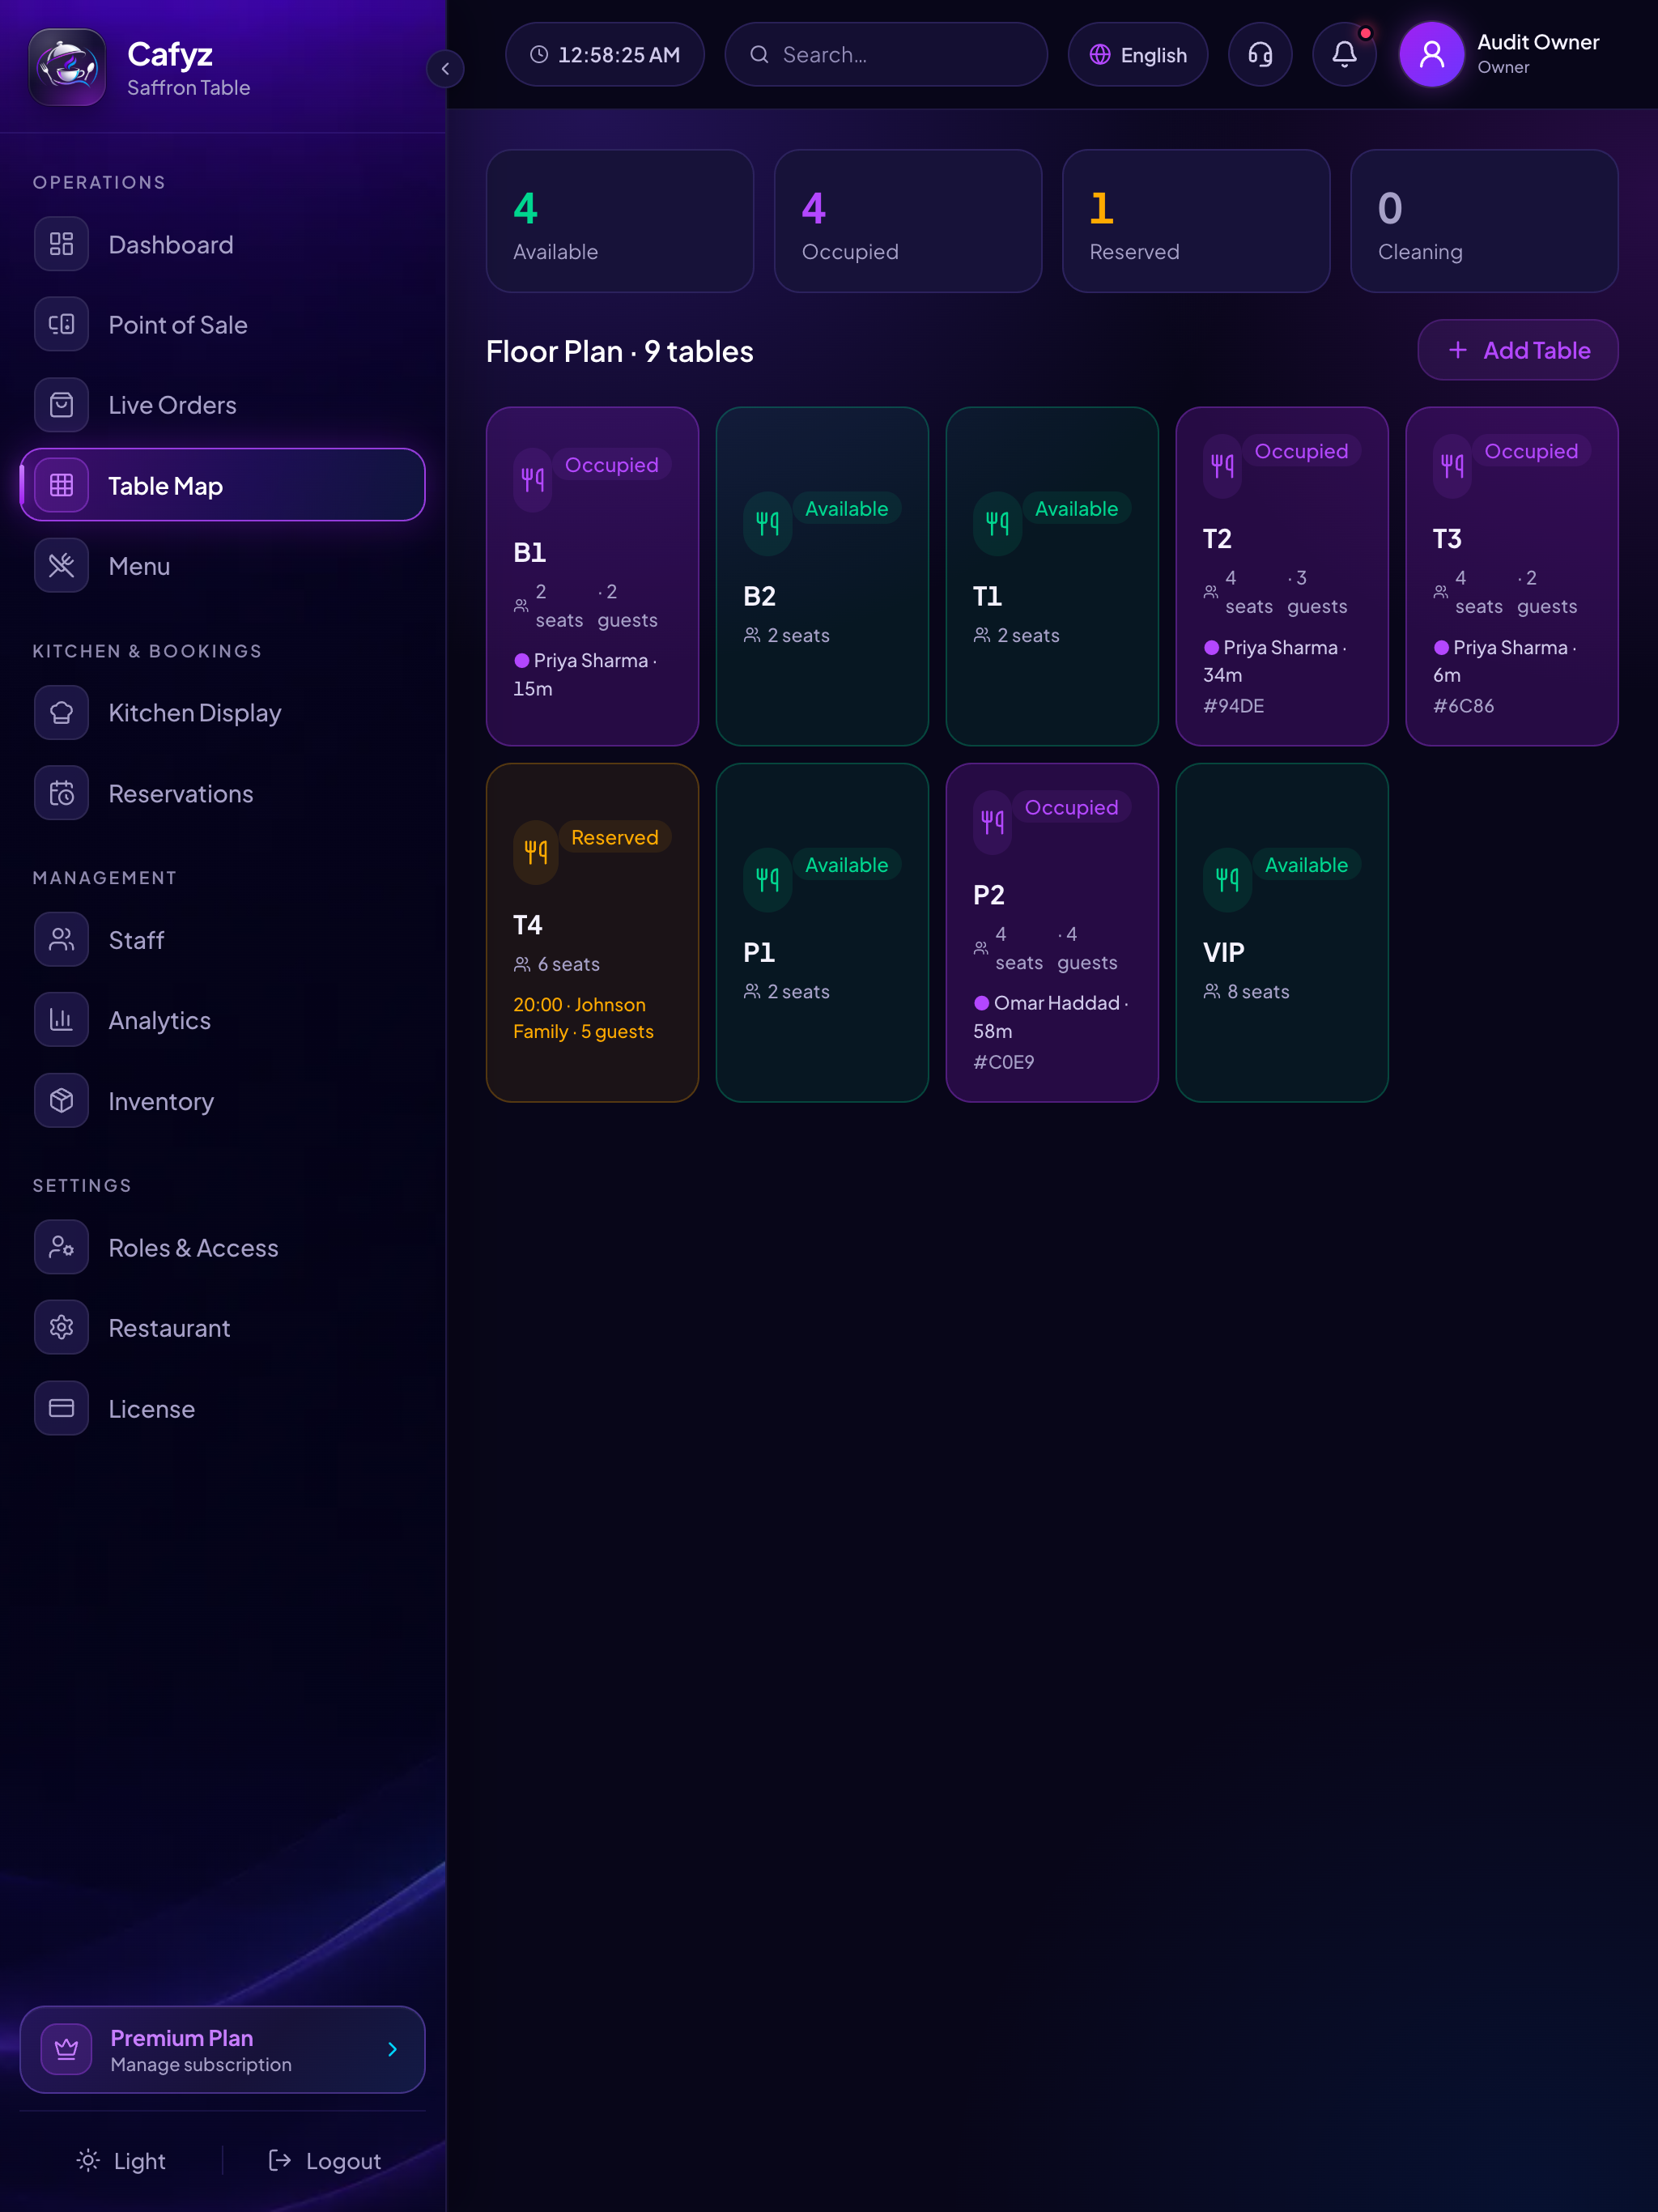 Cafyz
Saffron Table
12:58:25 AM
Search...
English
Audit Owner
Owner
OPERATIONS
Dashboard
Point of Sale
Live Orders
Table Map
Menu
KITCHEN & BOOKINGS
Kitchen Display
Reservations
MANAGEMENT
Staff
Analytics
Inventory
SETTINGS
Roles & Access
Restaurant
License
Premium Plan
Manage subscription
Light
Logout
4
Available
4
Occupied
1
Reserved
0
Cleaning
Floor Plan · 9 tables
+ Add Table
Occupied
B1
2 seats · 2 guests
Priya Sharma ·
15m
Available
B2
2 seats
Available
T1
2 seats
Occupied
T2
4 seats · 3 guests
Priya Sharma ·
34m
#94DE
Occupied
T3
4 seats · 2 guests
Priya Sharma ·
6m
#6C86
Reserved
T4
6 seats
20:00 · Johnson
Family · 5 guests
Available
P1
2 seats
Occupied
P2
4 seats · 4 guests
Omar Haddad ·
58m
#C0E9
Available
VIP
8 seats